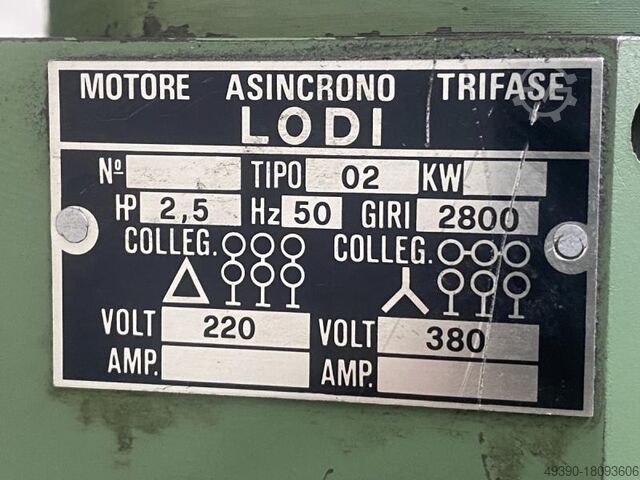 MOTORE ASINCRONO TRIFASE
LODI
Nº TIPO 02 KW
HP 2,5 Hz 50 GIRI 2800
COLLEG. COLLEG.
VOLT 220 VOLT 380
AMP. AMP.
49390-18093606